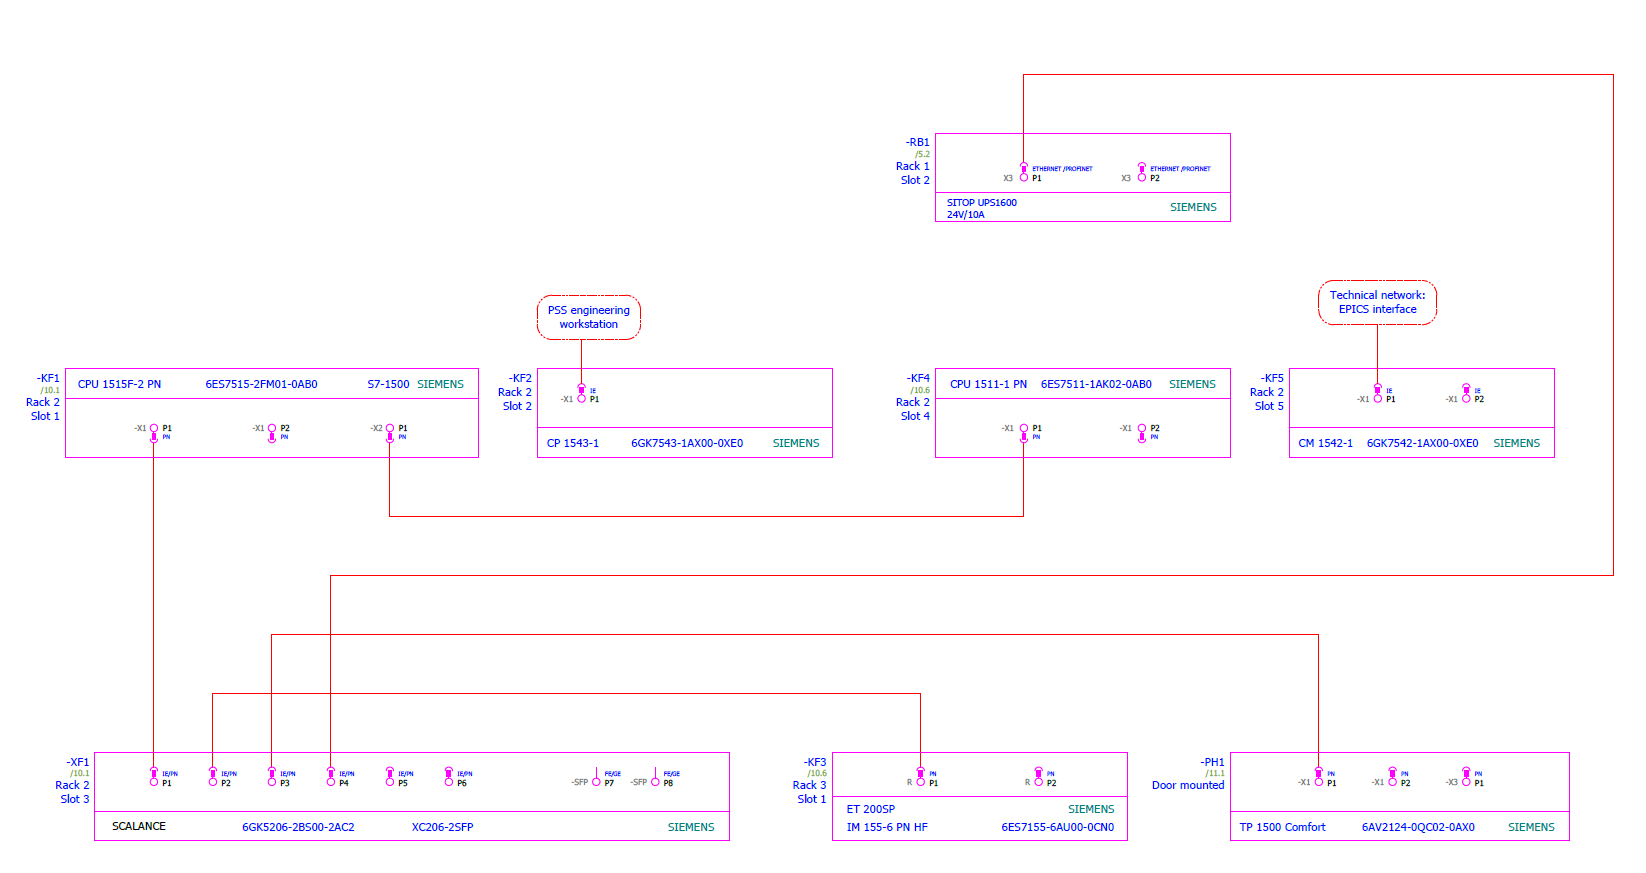 -RB1
/5.2
Rack 1
Slot 2
ETHERNET /PROFINET
X3 P1
ETHERNET /PROFINET
X3 P2
SITOP UPS1600
24V/10A
SIEMENS
PSS engineering
workstation
Technical network:
EPICS interface
-KF1
/10.1
Rack 2
Slot 1
CPU 1515F-2 PN 6ES7515-2FM01-0AB0 S7-1500 SIEMENS
-X1 P1
PN
-X1 P2
PN
-X2 P1
PN
-KF2
Rack 2
Slot 2
IE
-X1 P1
CP 1543-1 6GK7543-1AX00-0XE0 SIEMENS
-KF4
/10.6
Rack 2
Slot 4
CPU 1511-1 PN 6ES7511-1AK02-0AB0 SIEMENS
-X1 P1
PN
-X1 P2
PN
-KF5
Rack 2
Slot 5
IE
-X1 P1
IE
-X1 P2
CM 1542-1 6GK7542-1AX00-0XE0 SIEMENS
-XF1
/10.1
Rack 2
Slot 3
IE/PN
P1
IE/PN
P2
IE/PN
P3
IE/PN
P4
IE/PN
P5
IE/PN
P6
FE/GE
-SFP P7
FE/GE
-SFP P8
SCALANCE 6GK5206-2BS00-2AC2 XC206-2SFP SIEMENS
-KF3
/10.6
Rack 3
Slot 1
PN
R P1
PN
R P2
ET 200SP SIEMENS
IM 155-6 PN HF 6ES7155-6AU00-0CN0
-PH1
/11.1
Door mounted
PN
-X1 P1
PN
-X1 P2
PN
-X3 P1
TP 1500 Comfort 6AV2124-0QC02-0AX0 SIEMENS